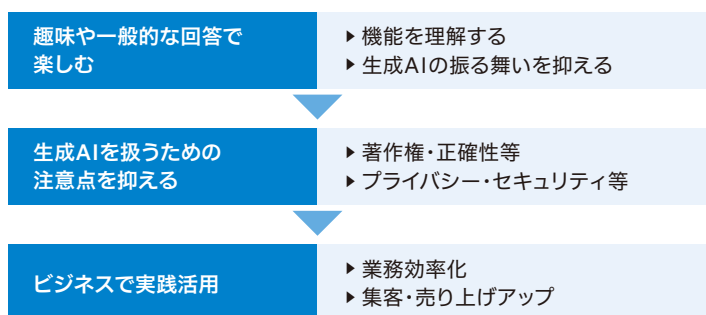 趣味や一般的な回答で
楽しむ
▶機能を理解する
▶生成AIの振る舞いを抑える
生成AIを扱うための
注意点を抑える
▶著作権・正確性等
▶プライバシー・セキュリティ等
ビジネスで実践活用
▶業務効率化
▶集客・売り上げアップ